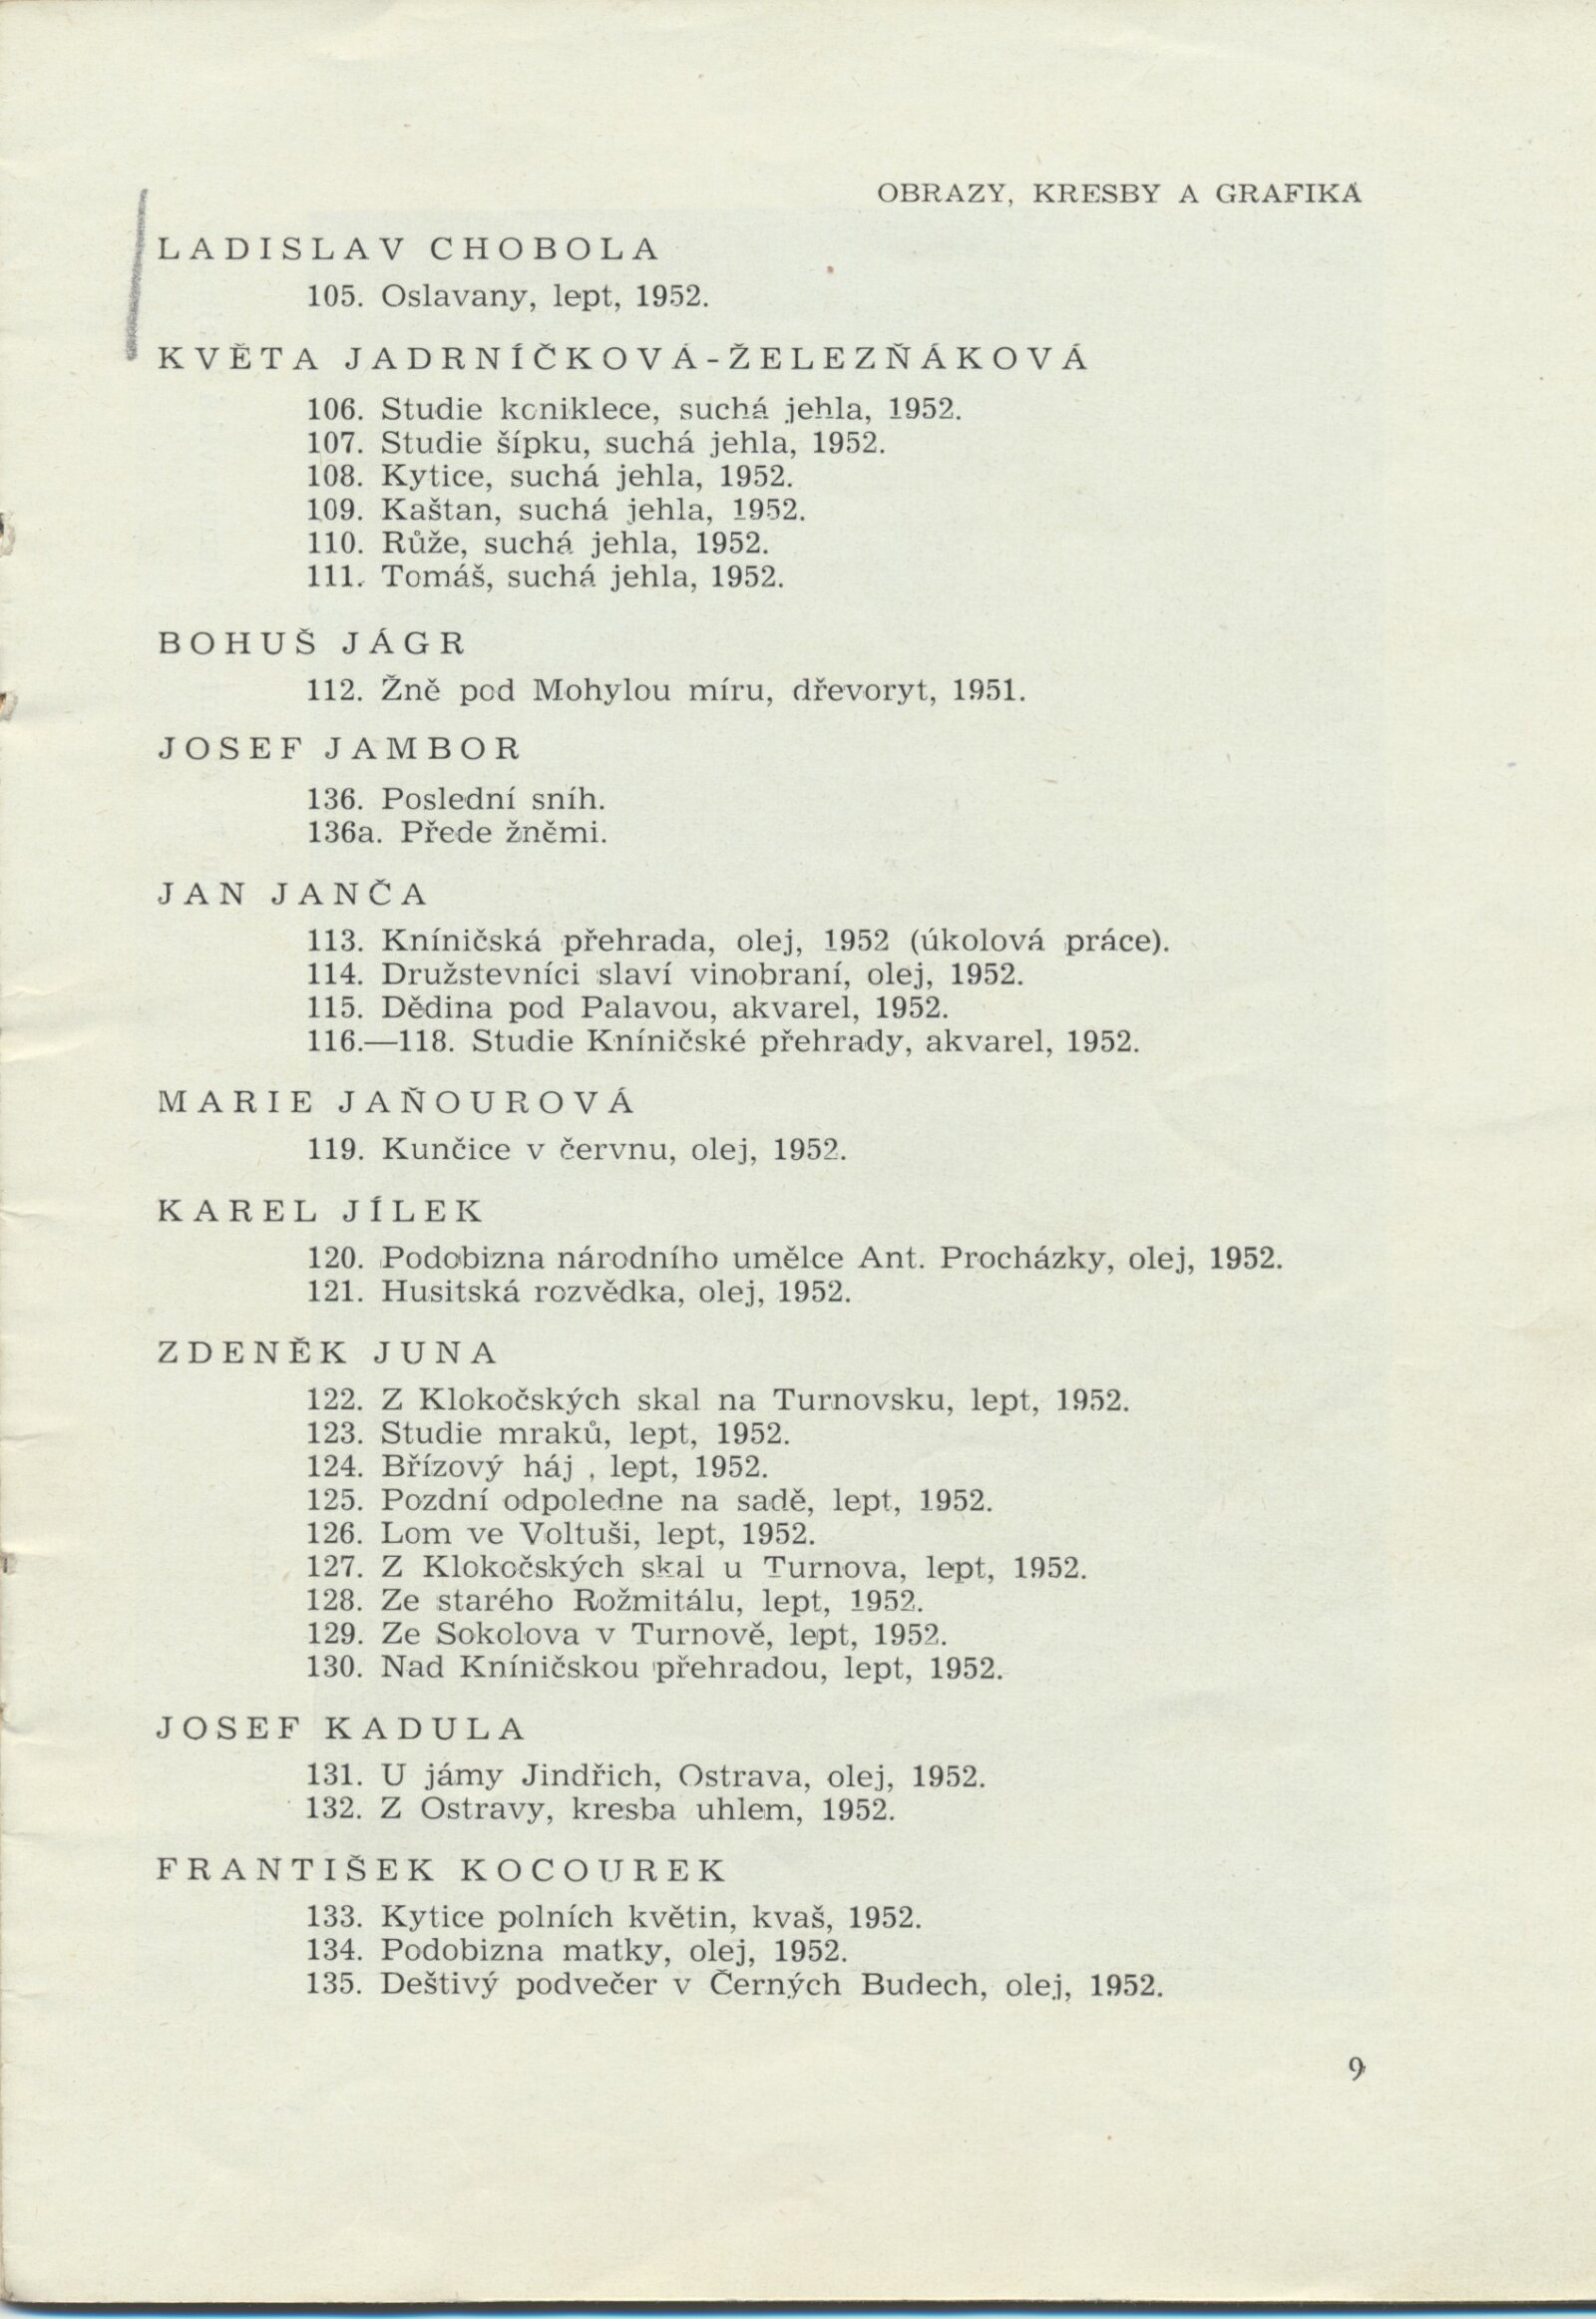 OBRAZY, KRESBY A GRAFIKA
LADISLAV CHOBOLA
105. Oslavany, lept, 1952.
KVĚTA JADRNÍČKOVÁ-ŽELEZŇÁKOVÁ
106. Studie koniklece, suchá jehla, 1952.
107. Studie šípku, suchá jehla, 1952.
108. Kytice, suchá jehla, 1952.
109. Kaštan, suchá jehla, 1952.
110. Růže, suchá jehla, 1952.
111. Tomáš, suchá jehla, 1952.
BOHUŠ JÁGR
112. Žně pod Mohylou míru, dřevoryt, 1951.
JOSEF JAMBOR
136. Poslední sníh.
136a. Přede žněmi.
JAN JANČA
113. Kníničská přehrada, olej, 1952 (úkolová práce).
114. Družstevníci slaví vinobraní, olej, 1952.
115. Dědina pod Palavou, akvarel, 1952.
116.—118. Studie Kníničské přehrady, akvarel, 1952.
MARIE JAŇOUROVÁ
119. Kunčice v červnu, olej, 1952.
KAREL JÍLEK
120. Podobizna národního umělce Ant. Procházky, olej, 1952.
121. Husitská rozvědka, olej, 1952.
ZDENĚK JUNA
122. Z Klokočských skal na Turnovsku, lept, 1952.
123. Studie mraků, lept, 1952.
124. Břízový háj , lept, 1952.
125. Pozdní odpoledne na sadě, lept, 1952.
126. Lom ve Voltuši, lept, 1952.
127. Z Klokočských skal u Turnova, lept, 1952.
128. Ze starého Rožmitálu, lept, 1952.
129. Ze Sokolova v Turnově, lept, 1952.
130. Nad Kníničskou přehradou, lept, 1952.
JOSEF KADULA
131. U jámy Jindřich, Ostrava, olej, 1952.
132. Z Ostravy, kresba uhlem, 1952.
FRANTIŠEK KOCOUREK
133. Kytice polních květin, kvaš, 1952.
134. Podobizna matky, olej, 1952.
135. Deštivý podvečer v Černých Budech, olej, 1952.
9